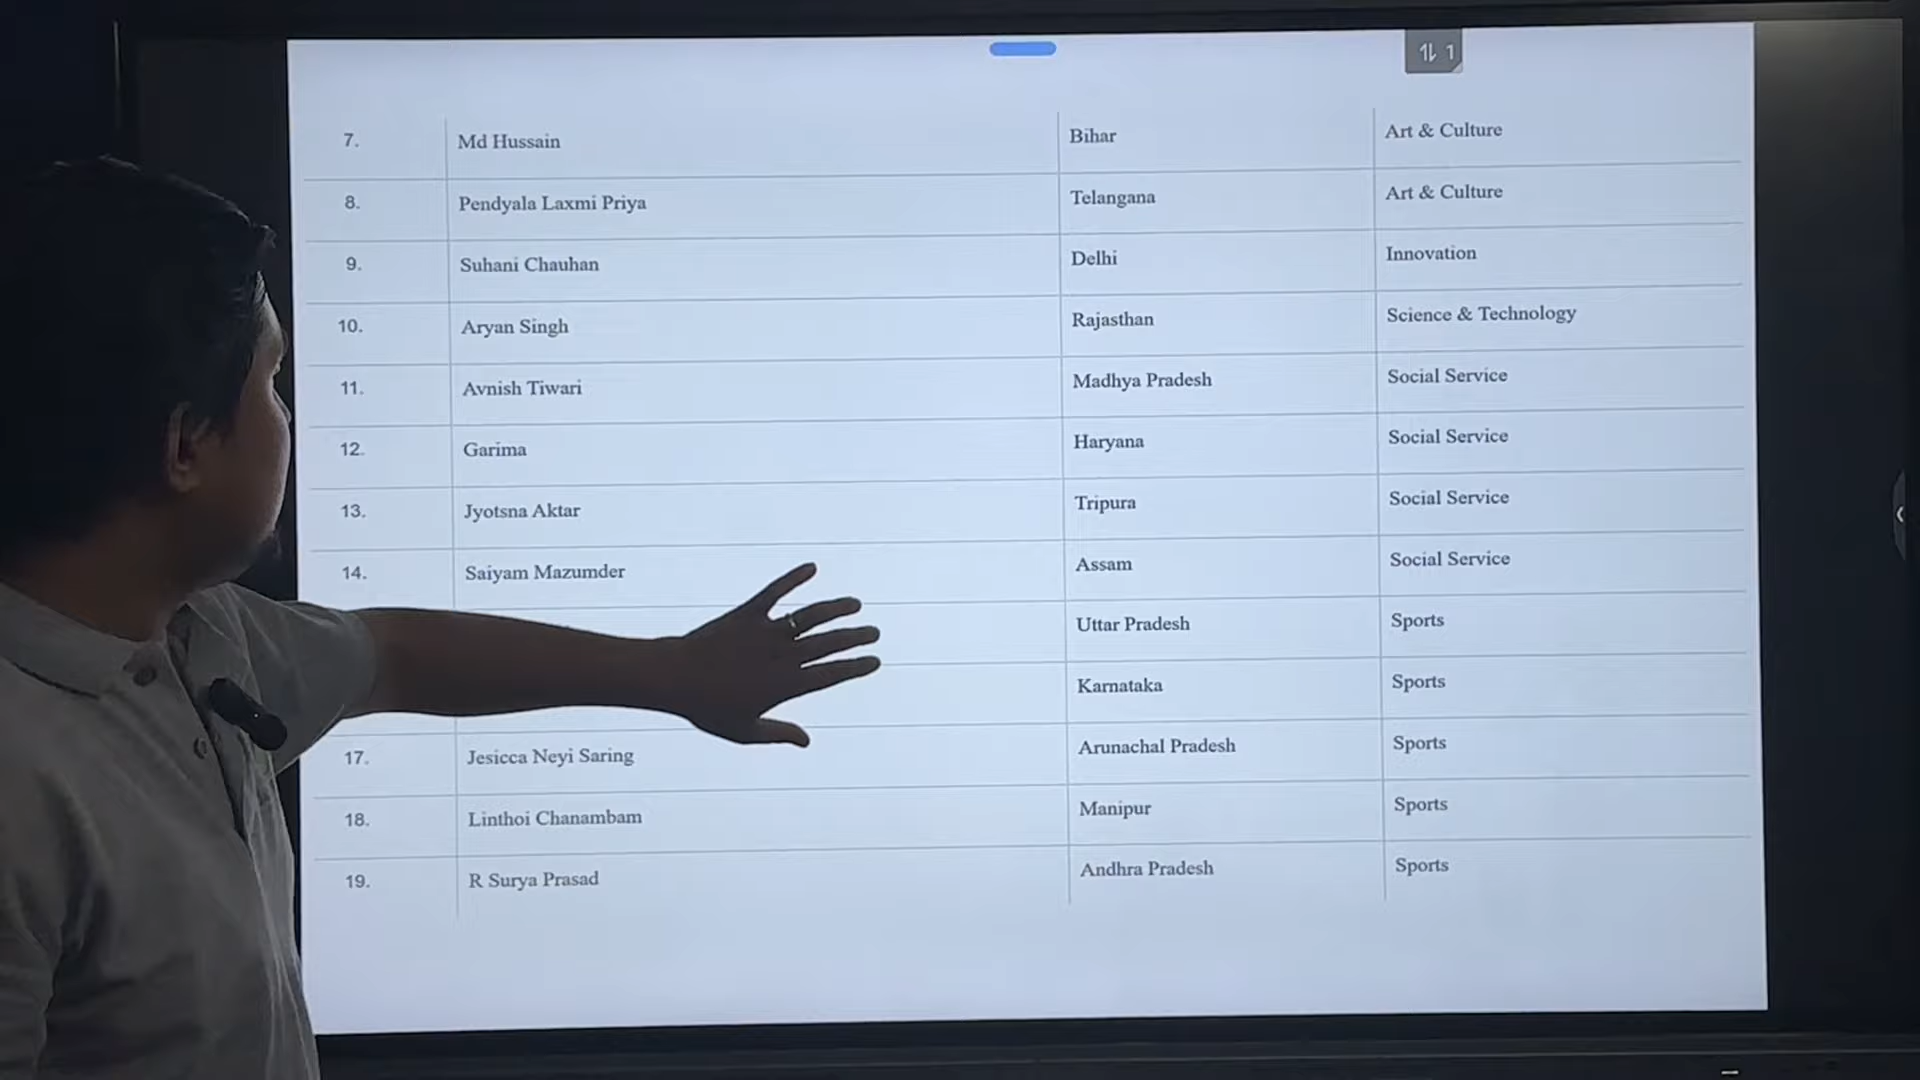 1
7. Md Hussain Bihar Art & Culture
8. Pendyala Laxmi Priya Telangana Art & Culture
9. Suhani Chauhan Delhi Innovation
10. Aryan Singh Rajasthan Science & Technology
11. Avnish Tiwari Madhya Pradesh Social Service
12. Garima Haryana Social Service
13. Jyotsna Aktar Tripura Social Service
14. Saiyam Mazumder Assam Social Service
Uttar Pradesh Sports
Karnataka Sports
17. Jesicca Neyi Saring Arunachal Pradesh Sports
18. Linthoi Chanambam Manipur Sports
19. R Surya Prasad Andhra Pradesh Sports